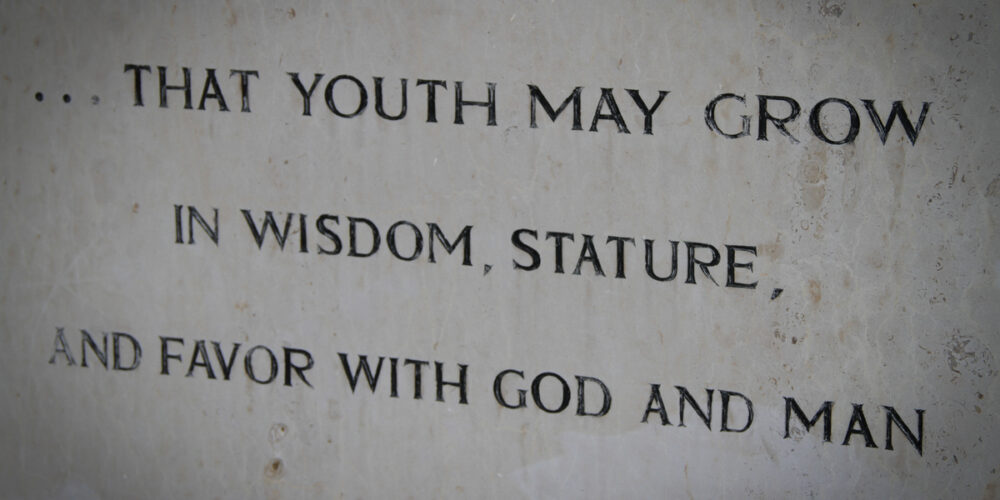 ...THAT YOUTH MAY GROW
IN WISDOM, STATURE,
AND FAVOR WITH GOD AND MAN